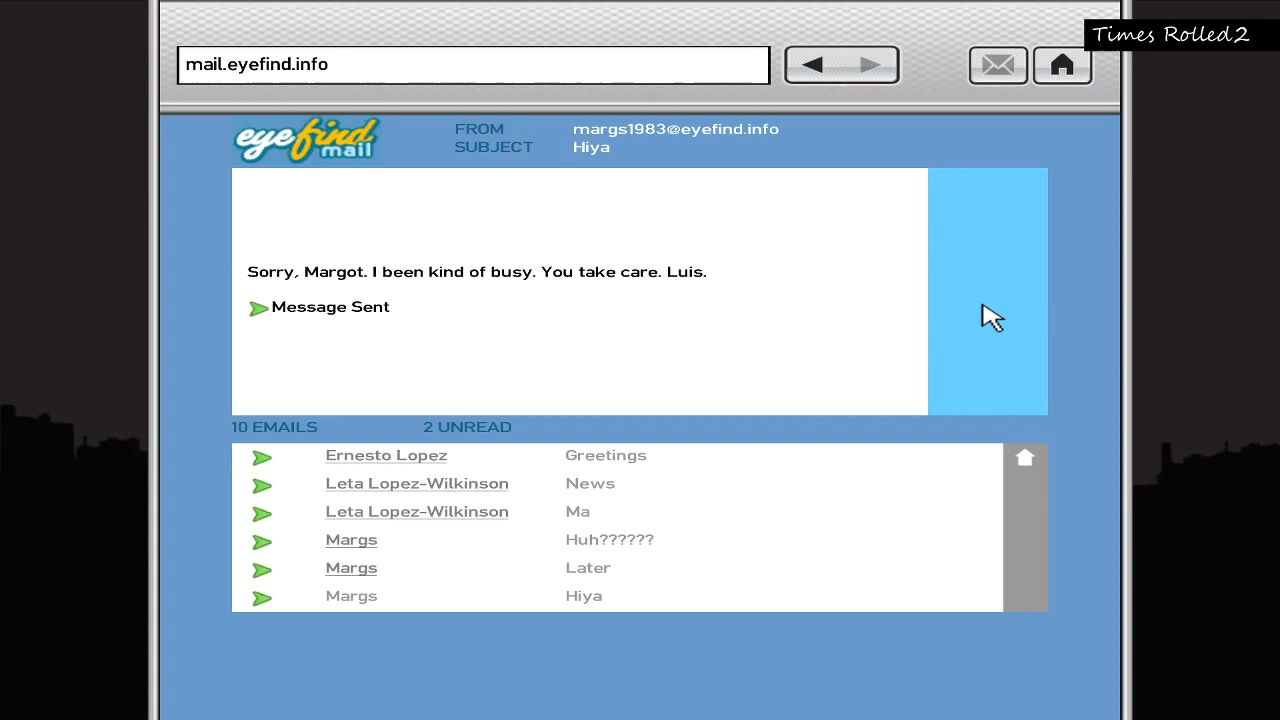 Times Rolled 2
mail.eyefind.info
eyefind mail
FROM margs1983@eyefind.info
SUBJECT Hiya
Sorry, Margot. I been kind of busy. You take care. Luis.
Message Sent
10 EMAILS 2 UNREAD
Ernesto Lopez Greetings
Leta Lopez-Wilkinson News
Leta Lopez-Wilkinson Ma
Margs Huh??????
Margs Later
Margs Hiya